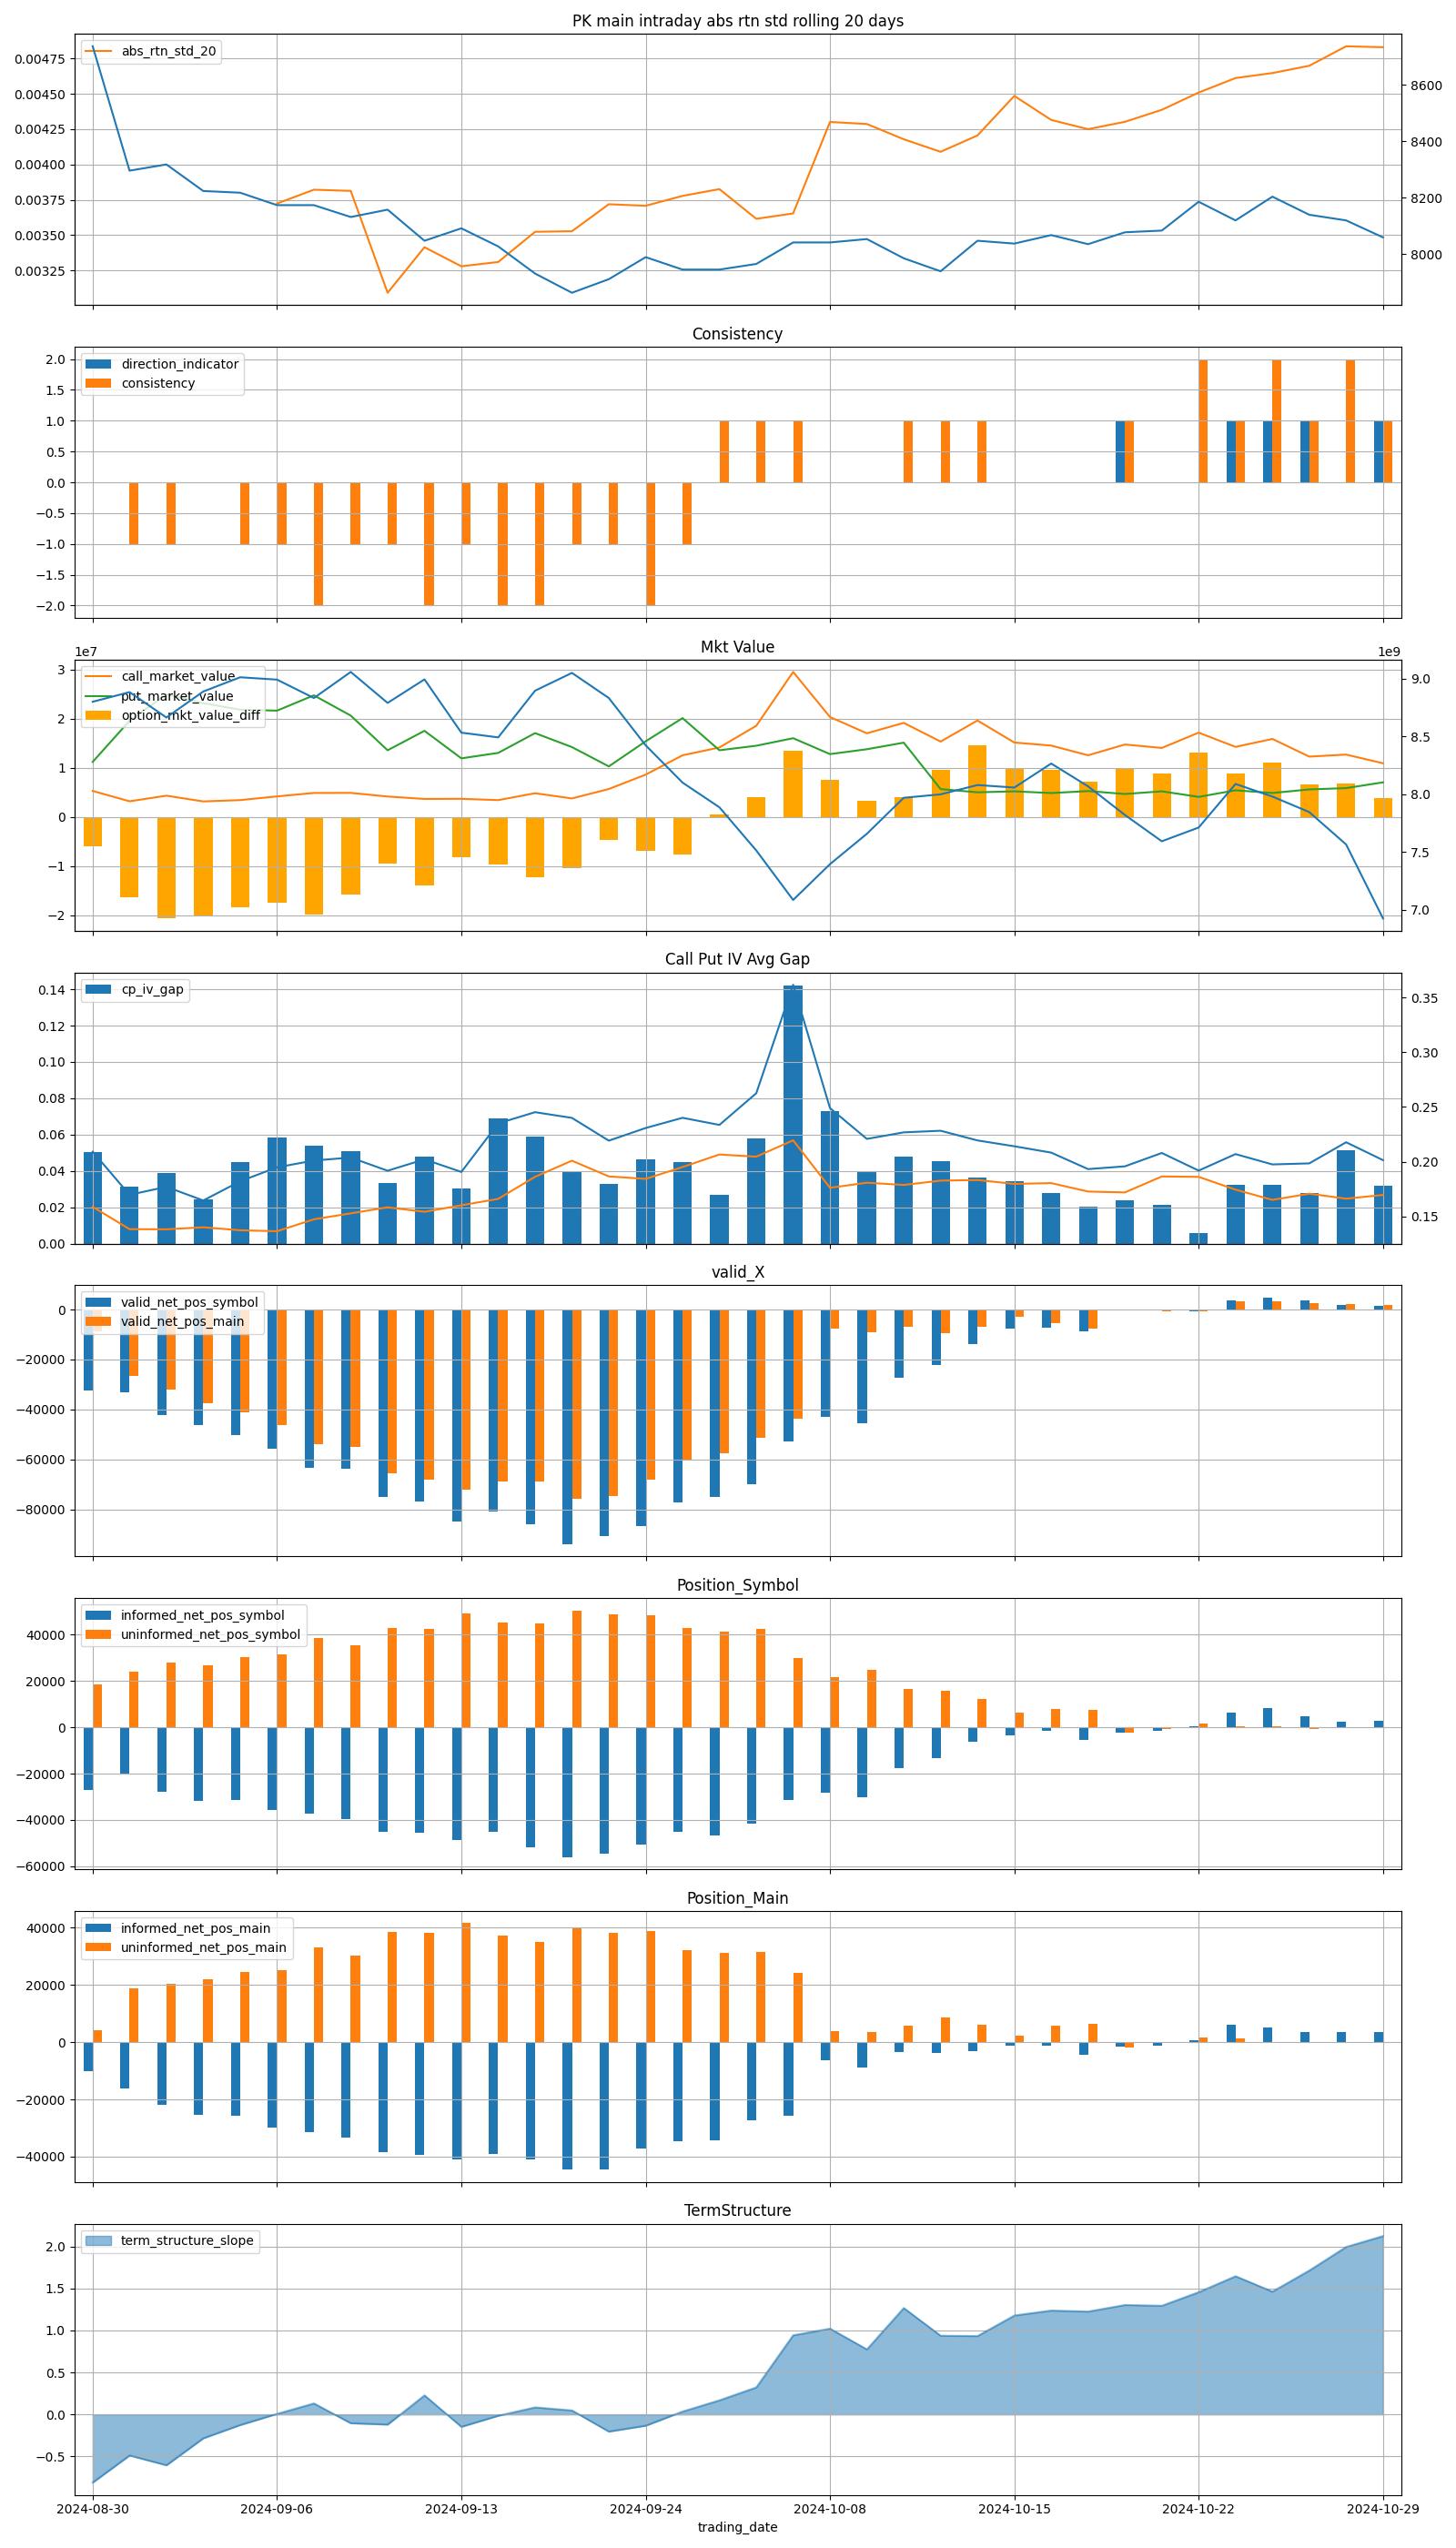 PK main intraday abs rtn std rolling 20 days
abs_rtn_std_20
0.00475
0.00450
0.00425
0.00400
0.00375
0.00350
0.00325
8600
8400
8200
8000
Consistency
direction_indicator
consistency
2.0
1.5
1.0
0.5
0.0
−0.5
−1.0
−1.5
−2.0
Mkt Value
1e7
1e9
call_market_value
put_market_value
option_mkt_value_diff
3
2
1
0
−1
−2
9.0
8.5
8.0
7.5
7.0
Call Put IV Avg Gap
cp_iv_gap
0.14
0.12
0.10
0.08
0.06
0.04
0.02
0.00
0.35
0.30
0.25
0.20
0.15
valid_X
valid_net_pos_symbol
valid_net_pos_main
0
−20000
−40000
−60000
−80000
Position_Symbol
informed_net_pos_symbol
uninformed_net_pos_symbol
40000
20000
0
−20000
−40000
−60000
Position_Main
informed_net_pos_main
uninformed_net_pos_main
40000
20000
0
−20000
−40000
TermStructure
term_structure_slope
2.0
1.5
1.0
0.5
0.0
−0.5
2024-08-30 2024-09-06 2024-09-13 2024-09-24 2024-10-08 2024-10-15 2024-10-22 2024-10-29
trading_date